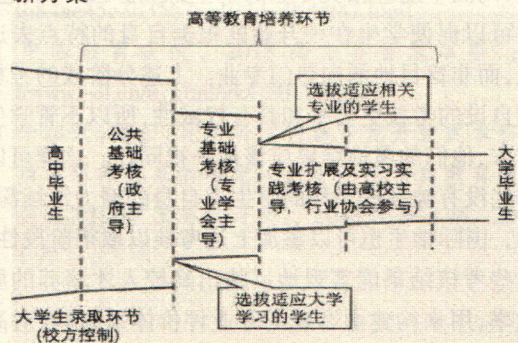 高等教育培养环节
选拔适应相关
专业的学生
高中毕业生
公共
基础
考核
（政
府主
导）
专业
基础
考核
（专
业学
会主
导）
专业扩展及实习实
践考核（由高校主
导，行业协会参与）
大学毕业生
选拔适应大学
学习的学生
大学生录取环节
（校方控制）